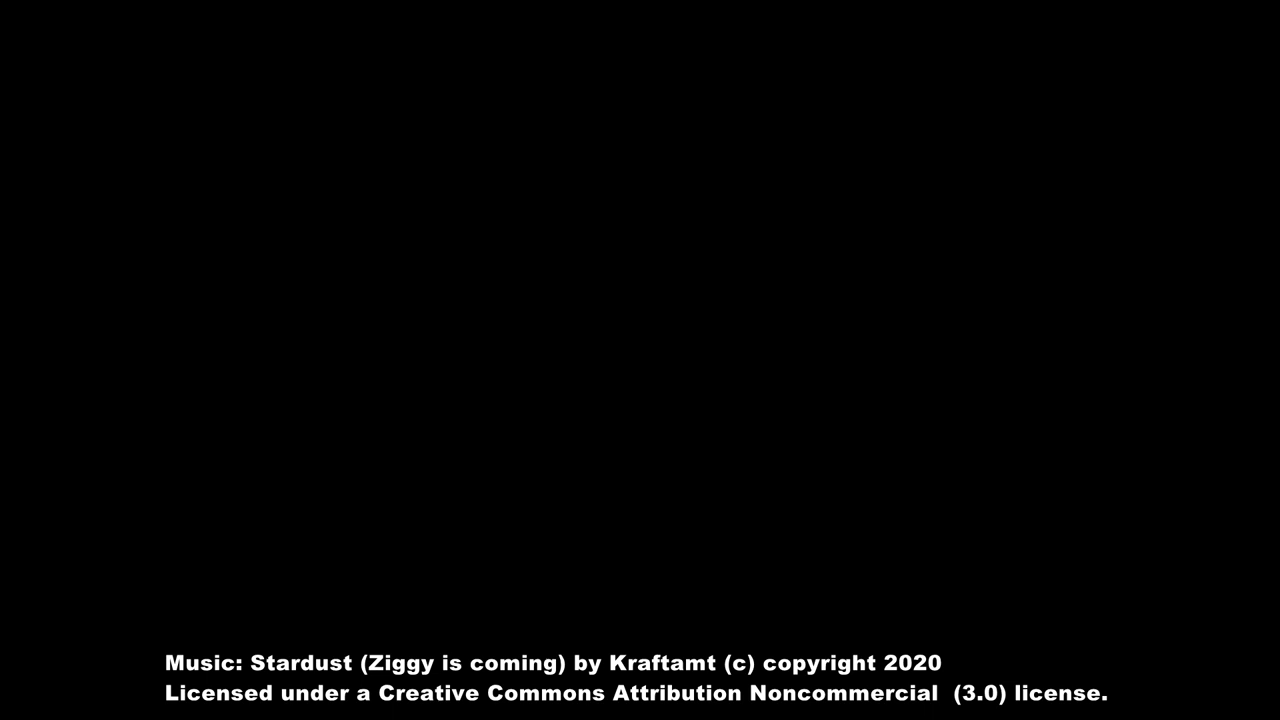 Music: Stardust (Ziggy is coming) by Kraftamt (c) copyright 2020
Licensed under a Creative Commons Attribution Noncommercial  (3.0) license.